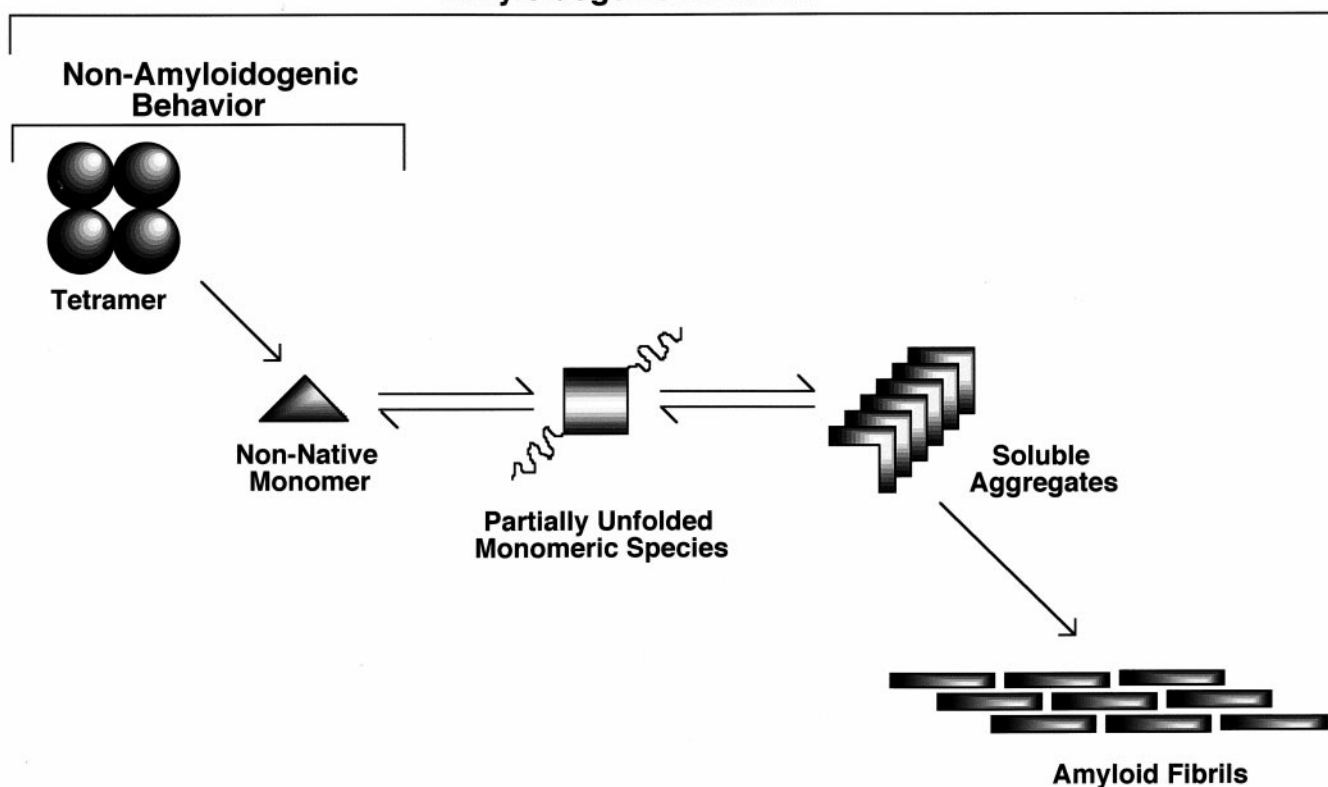 Non-Amyloidogenic
Behavior
Tetramer
Non-Native
Monomer
Partially Unfolded
Monomeric Species
Soluble
Aggregates
Amyloid Fibrils